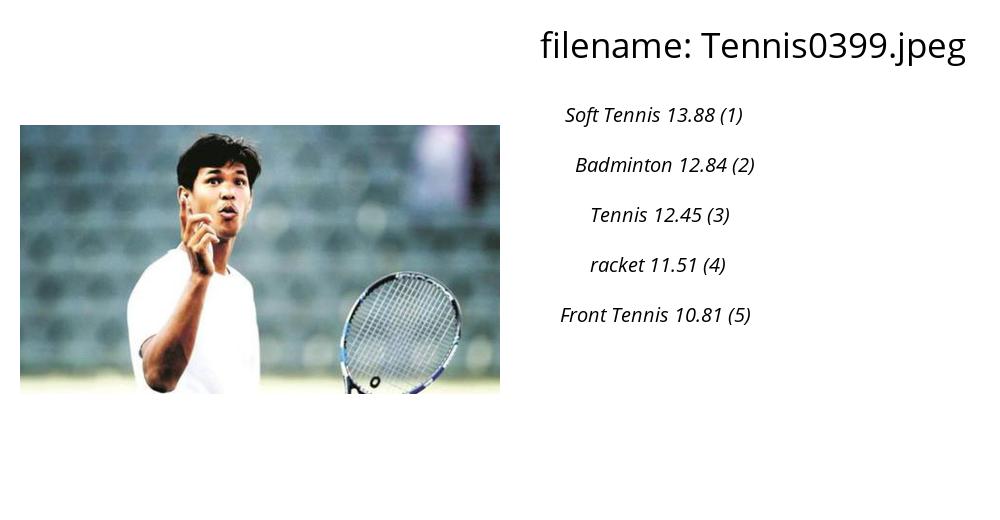 filename: Tennis0399.jpeg
Soft Tennis 13.88 (1)
Badminton 12.84 (2)
Tennis 12.45 (3)
racket 11.51 (4)
Front Tennis 10.81 (5)